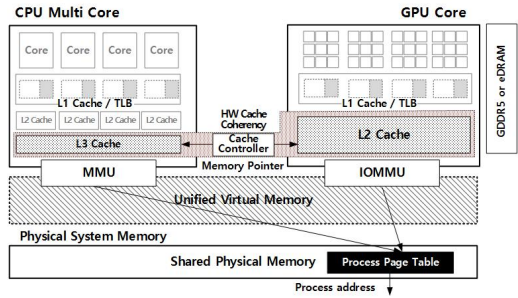 CPU Multi Core
GPU Core
Core Core Core Core
GDDR5 or eDRAM
L1 Cache / TLB
L1 Cache / TLB
L2 Cache L2 Cache L2 Cache L2 Cache
HW Cache
Coherency
L3 Cache
Cache
Controller
L2 Cache
Memory Pointer
MMU
IOMMU
Unified Virtual Memory
Physical System Memory
Shared Physical Memory
Process Page Table
Process address